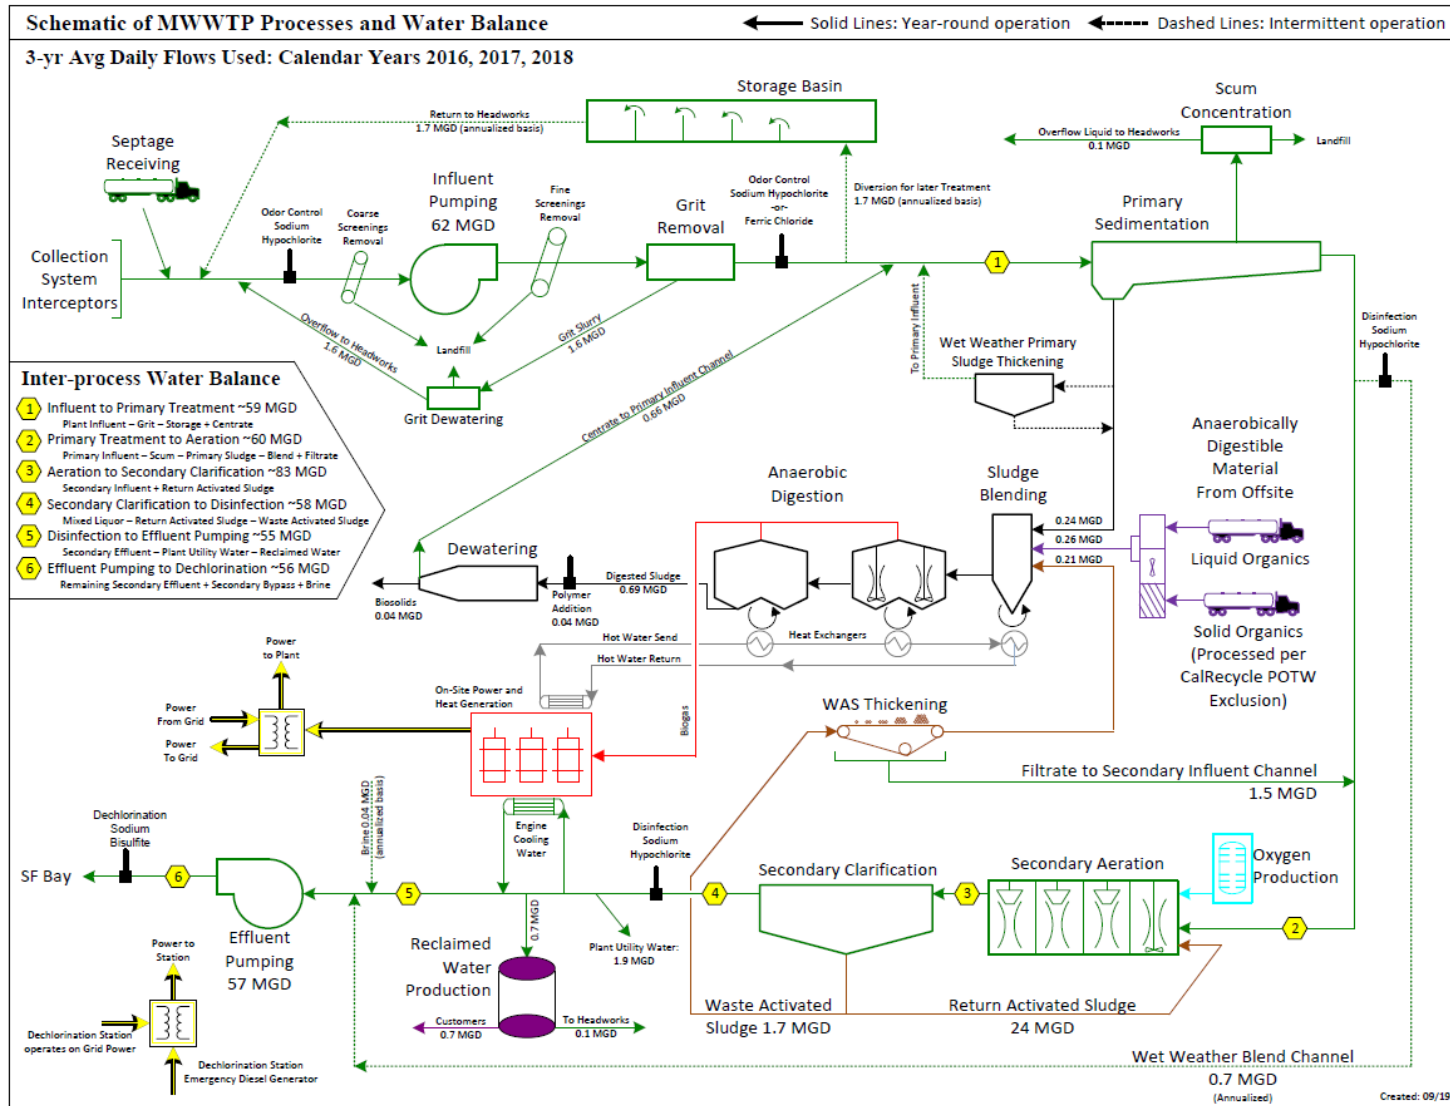 Schematic of MWWTP Processes and Water Balance
Solid Lines: Year-round operation
Dashed Lines: Intermittent operation
3-yr Avg Daily Flows Used: Calendar Years 2016, 2017, 2018
Storage Basin
Return to Headworks
1.7 MGD (annualized basis)
Scum
Concentration
Overflow Liquid to Headworks
0.1 MGD
Landfill
Septage
Receiving
Odor Control
Sodium
Hypochlorite
Coarse
Screenings
Removal
Influent
Pumping
62 MGD
Fine
Screenings
Removal
Grit
Removal
Odor Control
Sodium Hypochlorite
-or-
Ferric Chloride
Diversion for later Treatment
1.7 MGD (annualized basis)
Primary
Sedimentation
Collection
System
Interceptors
1
Overflow to Headworks
1.6 MGD
Landfill
Grit Slurry
1.6 MGD
Grit Dewatering
Centrate to Primary Influent Channel
0.66 MGD
To Primary Influent
Wet Weather Primary
Sludge Thickening
Disinfection
Sodium
Hypochlorite
Inter-process Water Balance
1 Influent to Primary Treatment ~59 MGD
Plant Influent – Grit – Storage + Centrate
2 Primary Treatment to Aeration ~60 MGD
Primary Influent – Scum – Primary Sludge – Blend + Filtrate
3 Aeration to Secondary Clarification ~83 MGD
Secondary Influent + Return Activated Sludge
4 Secondary Clarification to Disinfection ~58 MGD
Mixed Liquor – Return Activated Sludge – Waste Activated Sludge
5 Disinfection to Effluent Pumping ~55 MGD
Secondary Effluent – Plant Utility Water – Reclaimed Water
6 Effluent Pumping to Dechlorination ~56 MGD
Remaining Secondary Effluent + Secondary Bypass + Brine
Anaerobic
Digestion
Sludge
Blending
Anaerobically
Digestible
Material
From Offsite
0.24 MGD
0.26 MGD
0.21 MGD
Liquid Organics
Solid Organics
(Processed per
CalRecycle POTW
Exclusion)
Dewatering
Biosolids
0.04 MGD
Polymer
Addition
0.04 MGD
Digested Sludge
0.69 MGD
Hot Water Send
Heat Exchangers
Hot Water Return
Power
to Plant
Power
From Grid
Power
To Grid
On-Site Power and
Heat Generation
Biogas
WAS Thickening
Filtrate to Secondary Influent Channel
1.5 MGD
Dechlorination
Sodium
Bisulfite
Brine 0.04 MGD
(annualized basis)
Engine
Cooling
Water
Disinfection
Sodium
Hypochlorite
Secondary Clarification
Secondary Aeration
Oxygen
Production
SF Bay
6
5
4
3
2
Effluent
Pumping
57 MGD
0.7 MGD
Plant Utility Water:
1.9 MGD
Reclaimed
Water
Production
Customers
0.7 MGD
To Headworks
0.1 MGD
Waste Activated
Sludge 1.7 MGD
Return Activated Sludge
24 MGD
Power to
Station
Dechlorination Station
operates on Grid Power
Dechlorination Station
Emergency Diesel Generator
Wet Weather Blend Channel
0.7 MGD
(Annualized)
Created: 09/19